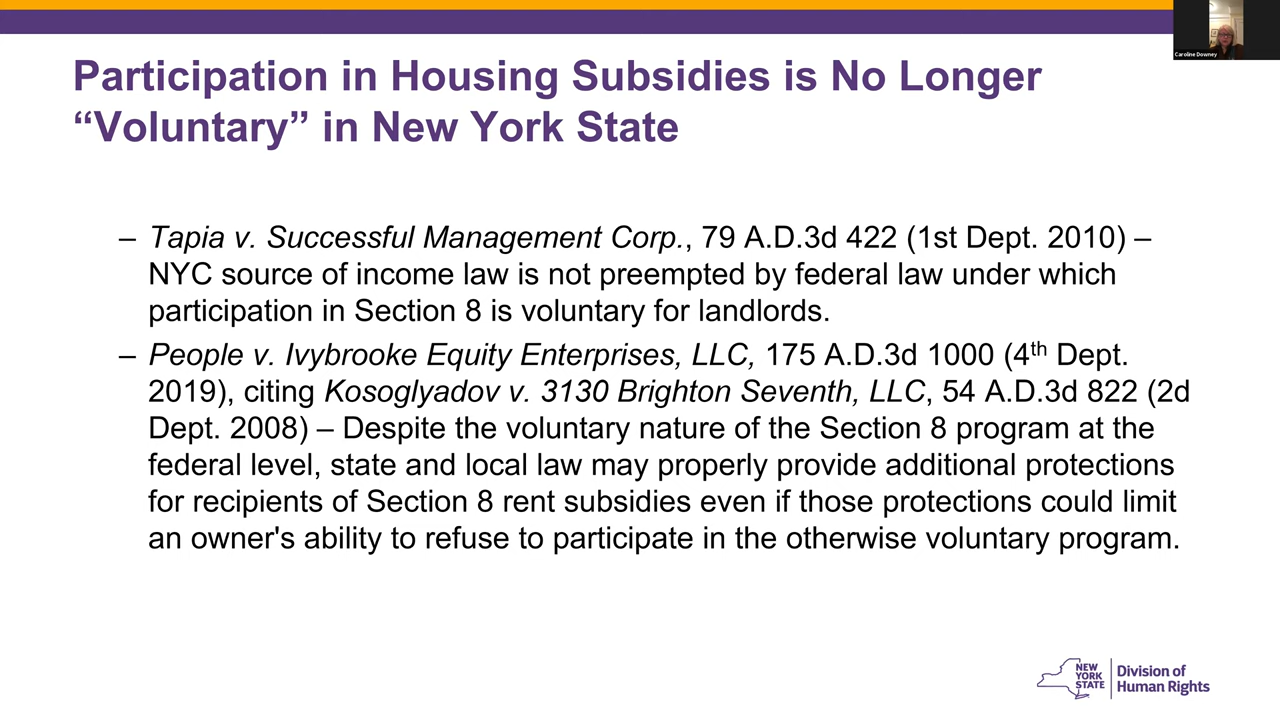 Caroline Downey
Participation in Housing Subsidies is No Longer
“Voluntary” in New York State
– Tapia v. Successful Management Corp., 79 A.D.3d 422 (1st Dept. 2010) –
NYC source of income law is not preempted by federal law under which
participation in Section 8 is voluntary for landlords.
– People v. Ivybrooke Equity Enterprises, LLC, 175 A.D.3d 1000 (4th Dept.
2019), citing Kosoglyadov v. 3130 Brighton Seventh, LLC, 54 A.D.3d 822 (2d
Dept. 2008) – Despite the voluntary nature of the Section 8 program at the
federal level, state and local law may properly provide additional protections
for recipients of Section 8 rent subsidies even if those protections could limit
an owner's ability to refuse to participate in the otherwise voluntary program.
NEW
YORK
STATE
Division of
Human Rights